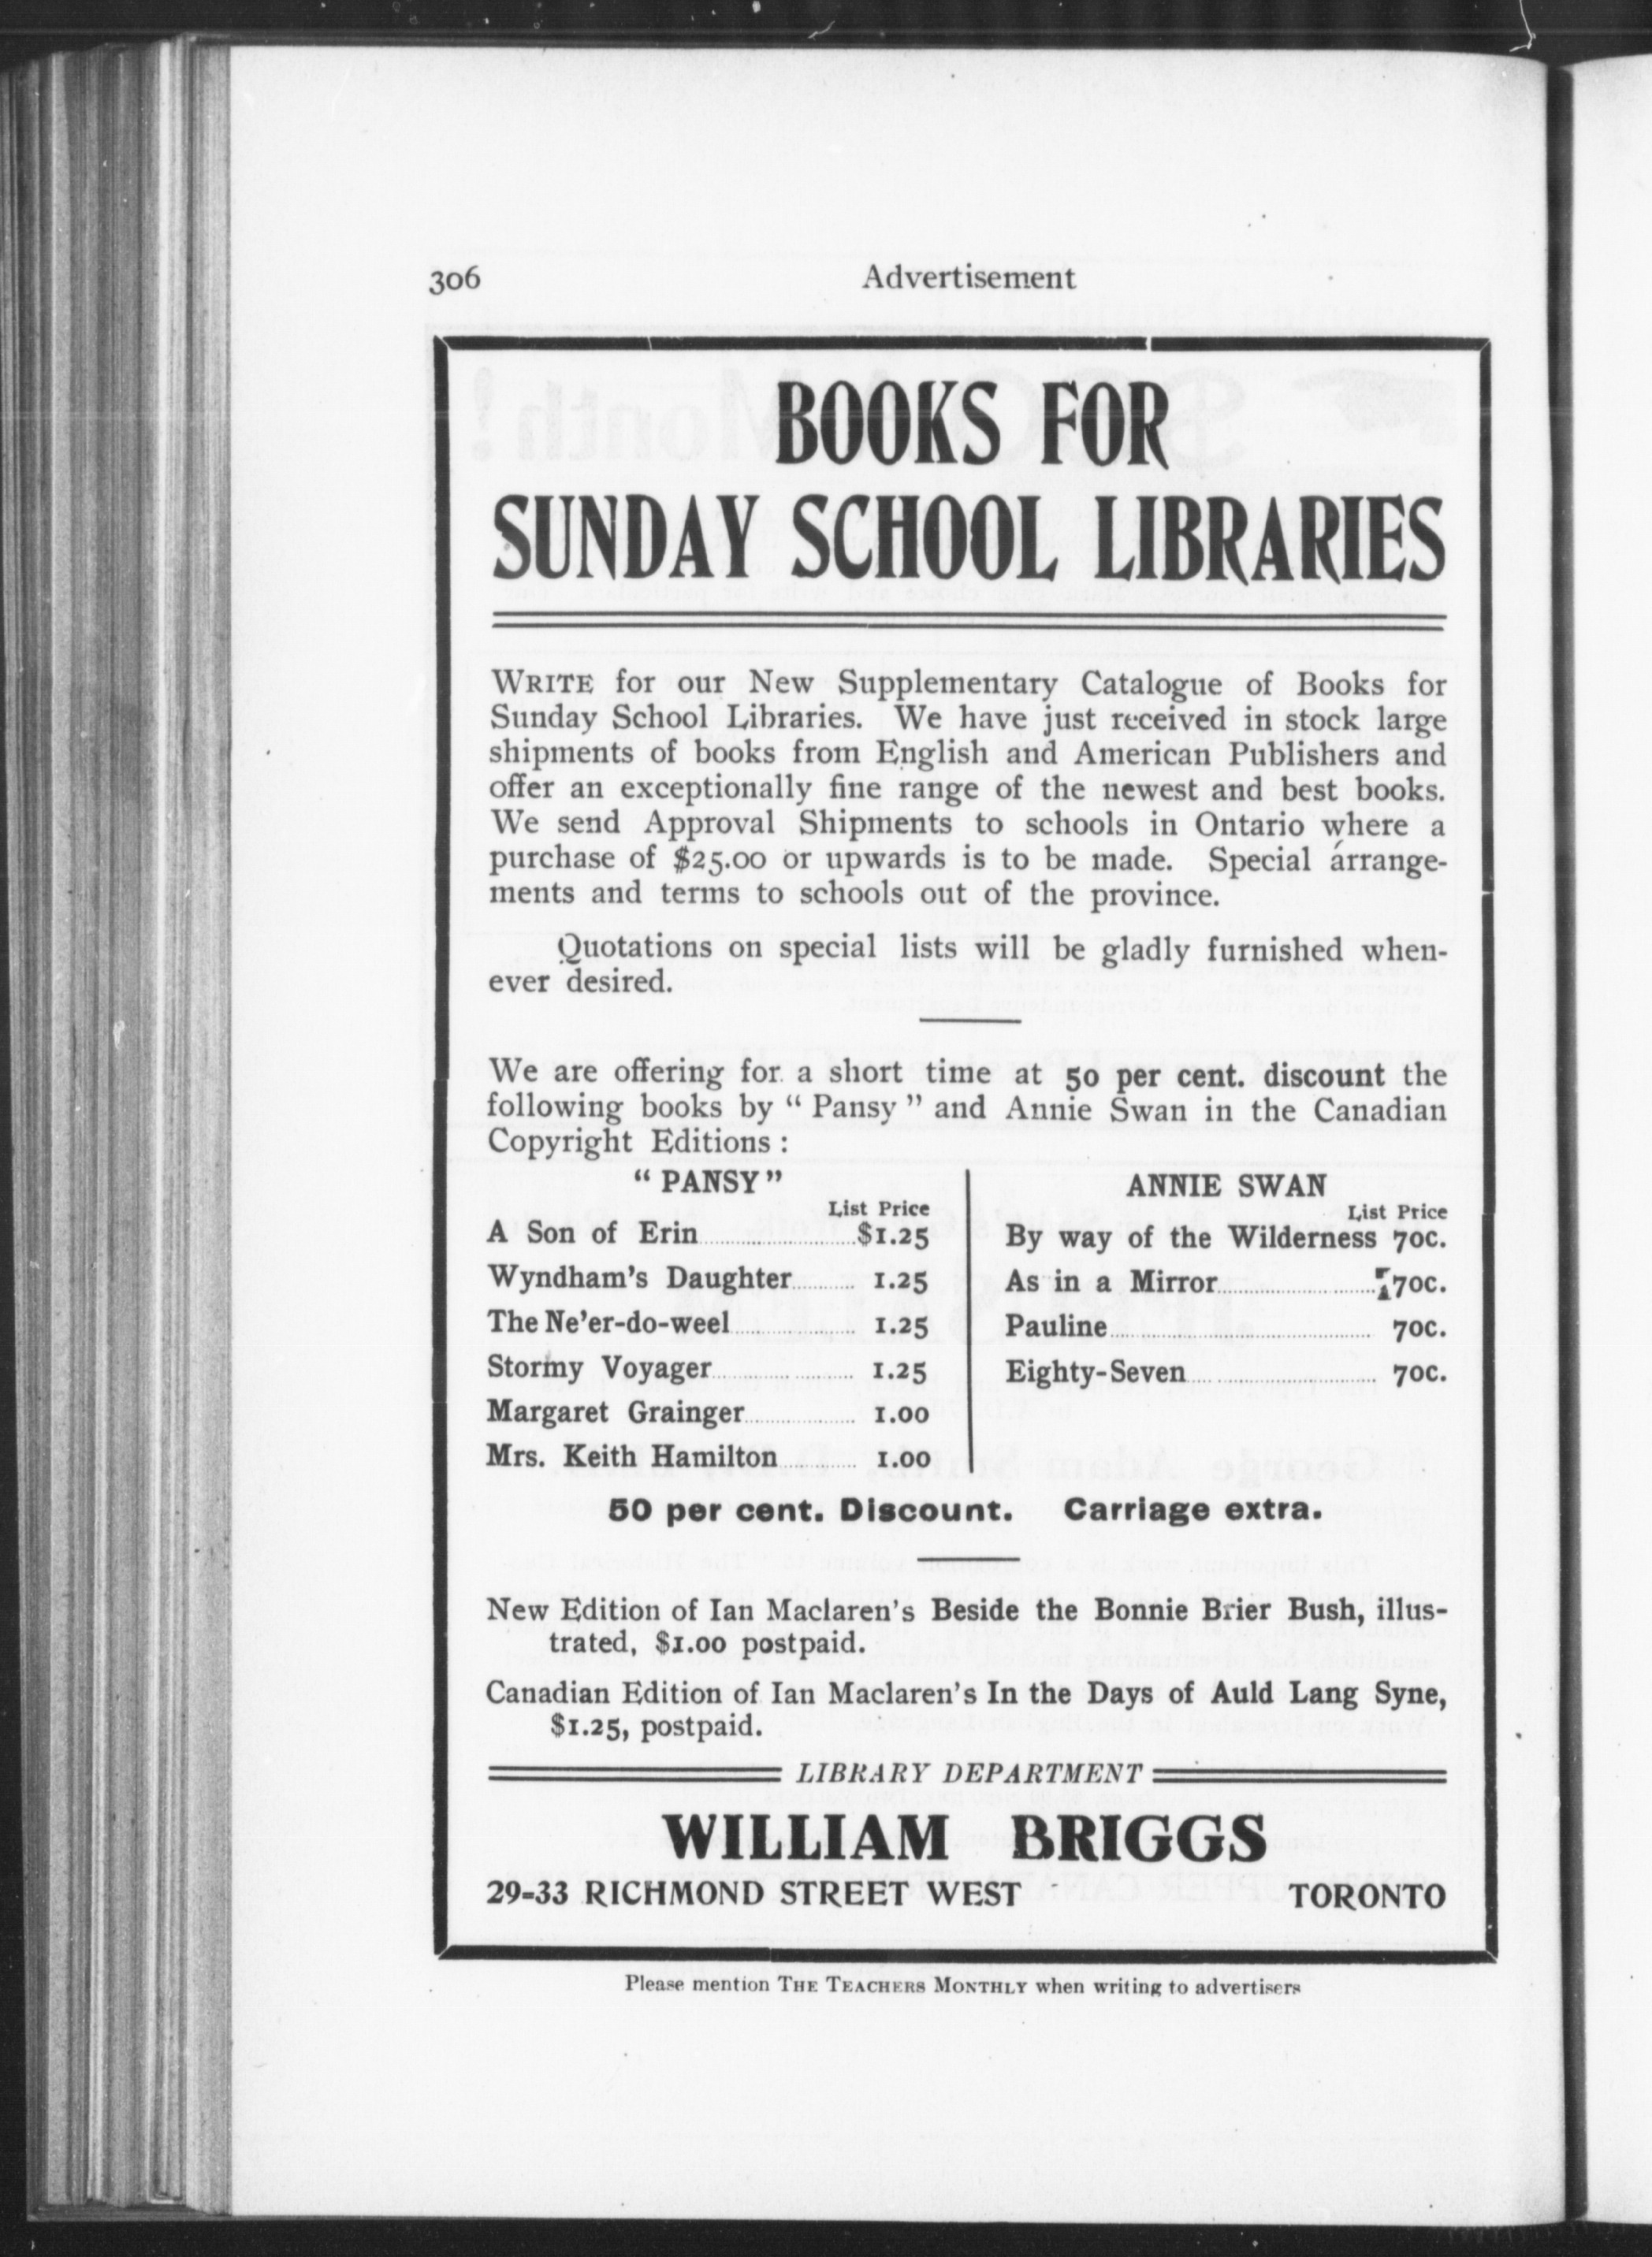 306
Advertisement
BOOKS FOR
SUNDAY SCHOOL LIBRARIES
WRITE for our New Supplementary Catalogue of Books for
Sunday School Libraries. We have just received in stock large
shipments of books from English and American Publishers and
offer an exceptionally fine range of the newest and best books.
We send Approval Shipments to schools in Ontario where a
purchase of $25.00 or upwards is to be made. Special arrange-
ments and terms to schools out of the province.
Quotations on special lists will be gladly furnished when-
ever desired.
We are offering for a short time at 50 per cent. discount the
following books by “ Pansy ” and Annie Swan in the Canadian
Copyright Editions :
“ PANSY ”
List Price
A Son of Erin $1.25
Wyndham's Daughter 1.25
The Ne'er-do-weel 1.25
Stormy Voyager 1.25
Margaret Grainger 1.00
Mrs. Keith Hamilton 1.00
ANNIE SWAN
List Price
By way of the Wilderness 70c.
As in a Mirror 70c.
Pauline 70c.
Eighty-Seven 70c.
50 per cent. Discount. Carriage extra.
New Edition of Ian Maclaren's Beside the Bonnie Brier Bush, illus-
trated, $1.00 postpaid.
Canadian Edition of Ian Maclaren's In the Days of Auld Lang Syne,
$1.25, postpaid.
LIBRARY DEPARTMENT
WILLIAM BRIGGS
29-33 RICHMOND STREET WEST - TORONTO
Please mention THE TEACHERS MONTHLY when writing to advertisers